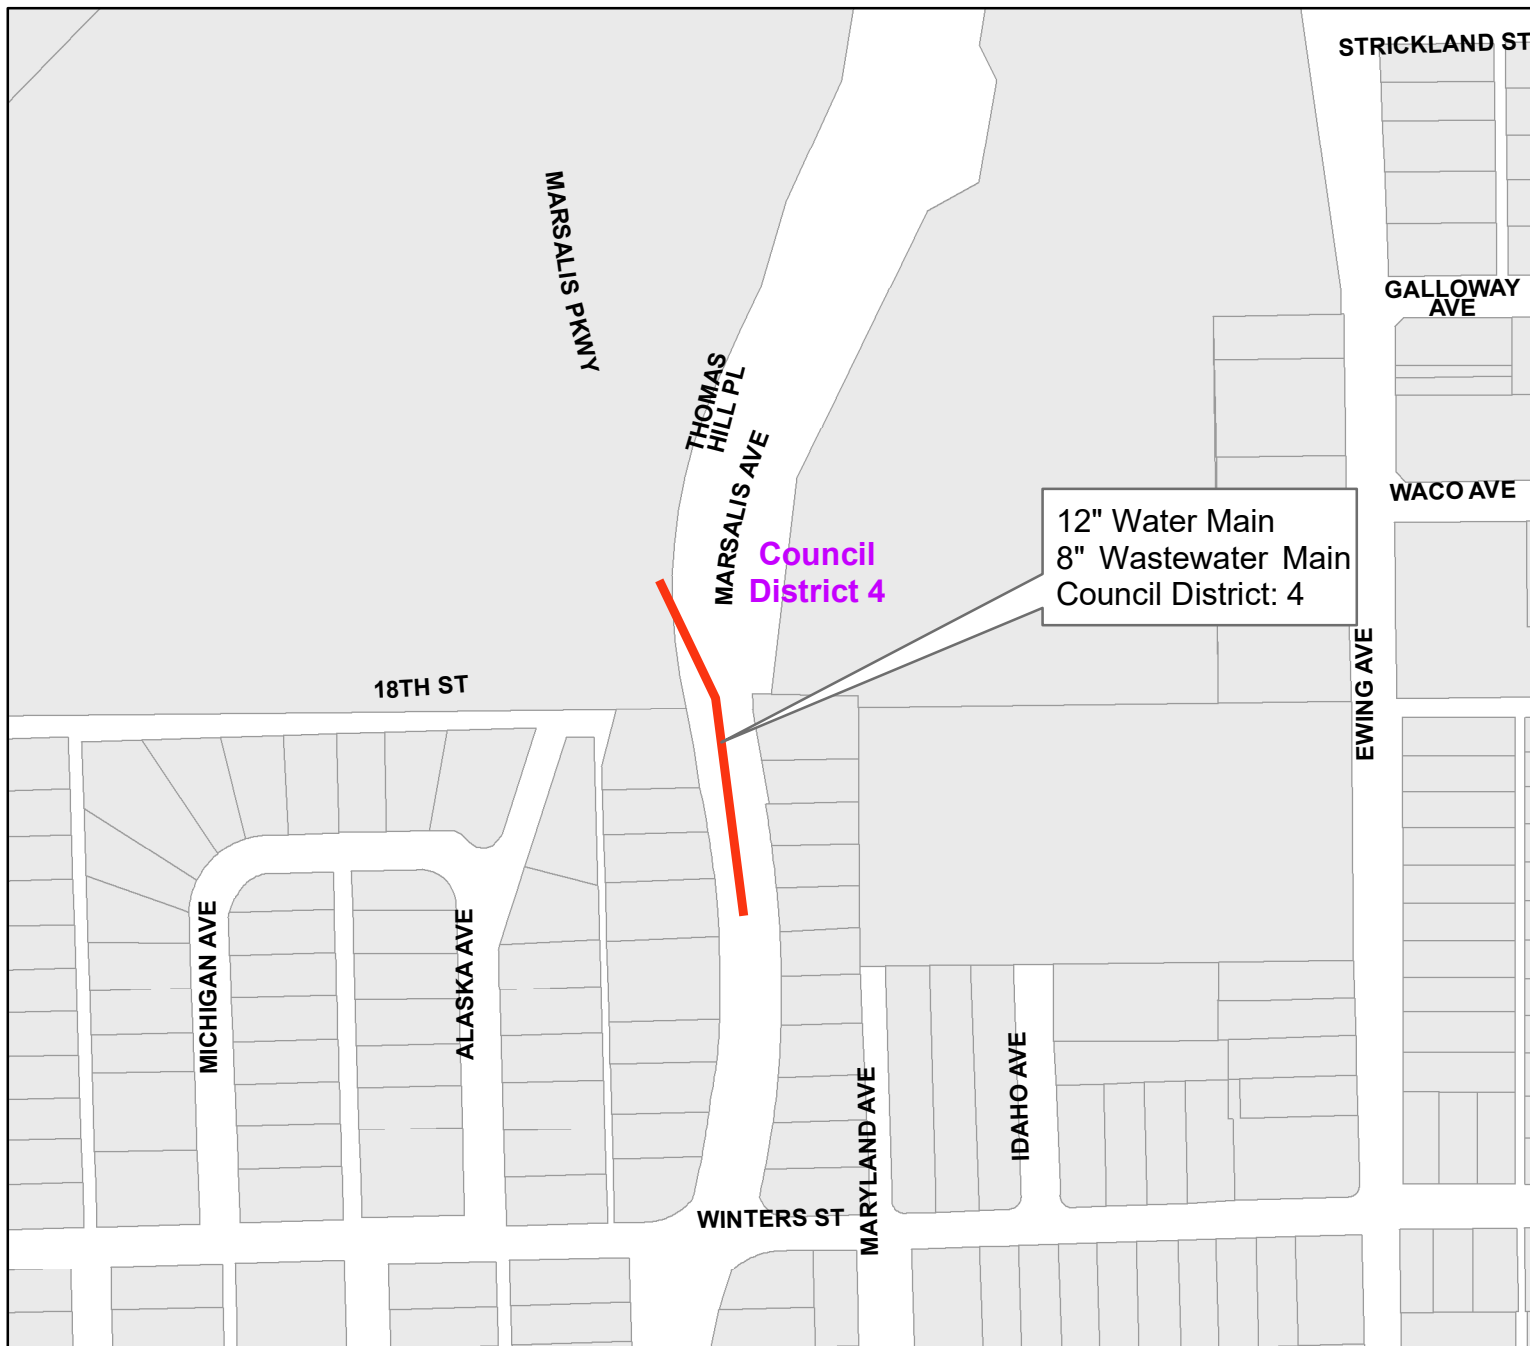 STRICKLAND ST
MARSALIS PKWY
GALLOWAY
AVE
THOMAS
HILL PL
MARSALIS AVE
WACO AVE
12" Water Main
8" Wastewater Main
Council District: 4
Council
District 4
18TH ST
EWING AVE
MICHIGAN AVE
ALASKA AVE
IDAHO AVE
MARYLAND AVE
WINTERS ST